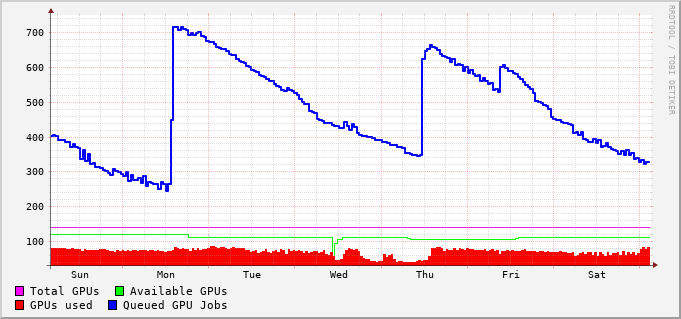 700
600
500
400
300
200
100
Sun Mon Tue Wed Thu Fri Sat
Total GPUs Available GPUs
GPUs used Queued GPU Jobs
RRDTOOL / TOBI OETIKER